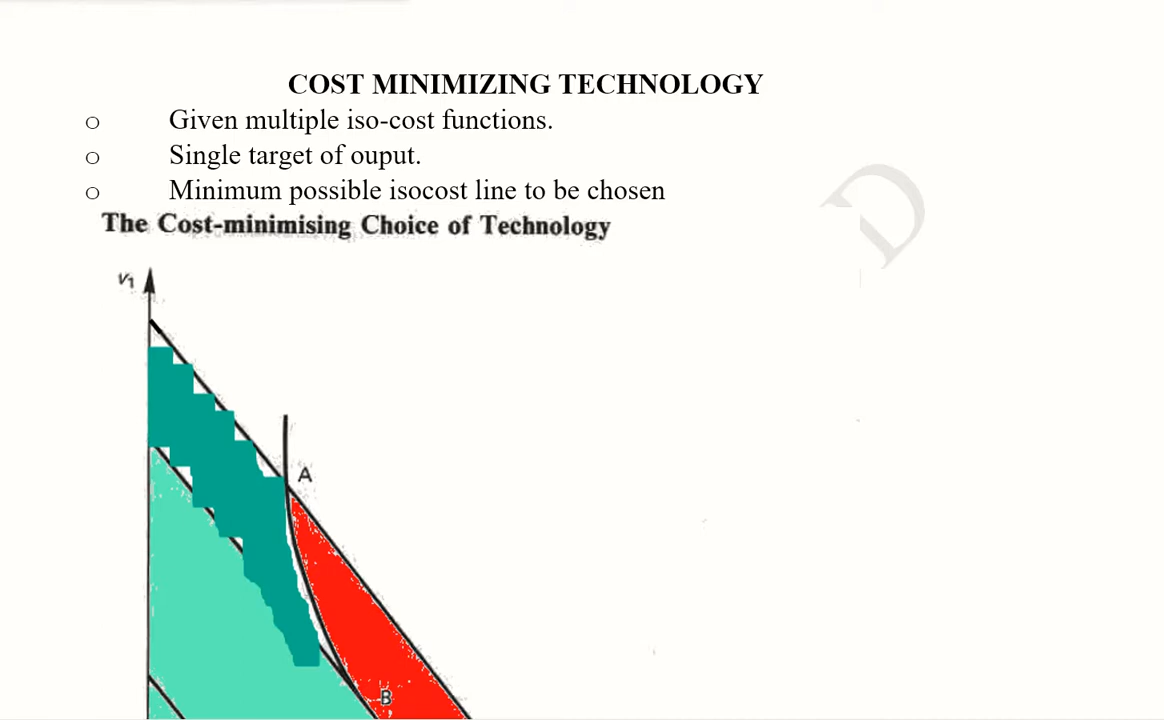 COST MINIMIZING TECHNOLOGY
o Given multiple iso-cost functions.
o Single target of ouput.
o Minimum possible isocost line to be chosen
The Cost-minimising Choice of Technology
V1
A
B
D